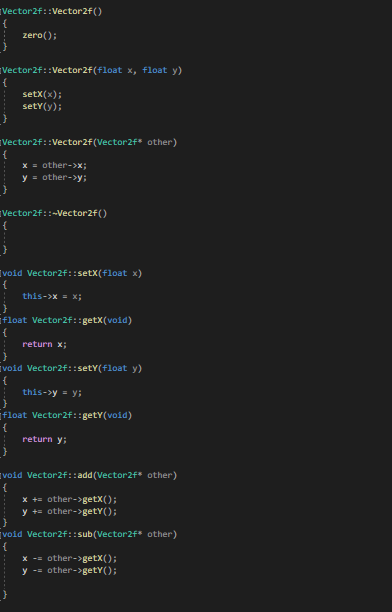 Vector2f::Vector2f()
{
    zero();
}

Vector2f::Vector2f(float x, float y)
{
    setX(x);
    setY(y);
}

Vector2f::Vector2f(Vector2f* other)
{
    x = other->x;
    y = other->y;
}

Vector2f::~Vector2f()
{

}

void Vector2f::setX(float x)
{
    this->x = x;
}
float Vector2f::getX(void)
{
    return x;
}
void Vector2f::setY(float y)
{
    this->y = y;
}
float Vector2f::getY(void)
{
    return y;
}

void Vector2f::add(Vector2f* other)
{
    x += other->getX();
    y += other->getY();
}
void Vector2f::sub(Vector2f* other)
{
    x -= other->getX();
    y -= other->getY();

}